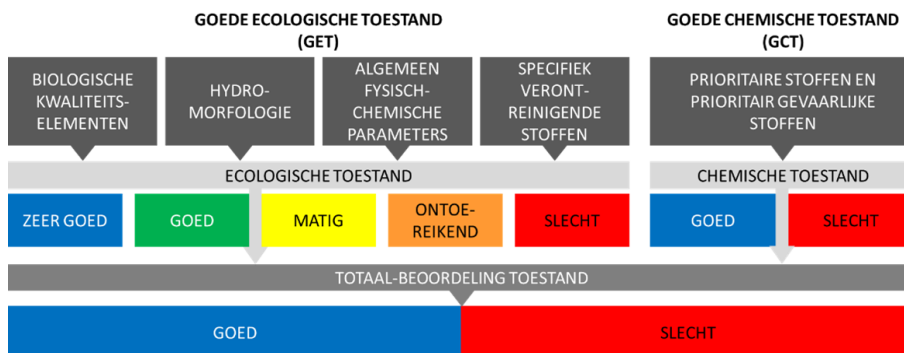 GOEDE ECOLOGISCHE TOESTAND
(GET)
GOEDE CHEMISCHE TOESTAND
(GCT)
BIOLOGISCHE
KWALITEITS-
ELEMENTEN
HYDRO-
MORFOLOGIE
ALGEMEEN
FYSISCH-
CHEMISCHE
PARAMETERS
SPECIFIEK
VERONT-
REINIGENDE
STOFFEN
PRIORITAIRE STOFFEN EN
PRIORITAIR GEVAARLIJKE
STOFFEN
ECOLOGISCHE TOESTAND
CHEMISCHE TOESTAND
ZEER GOED
GOED
MATIG
ONTOE-
REIKEND
SLECHT
GOED
SLECHT
TOTAAL-BEOORDELING TOESTAND
GOED
SLECHT